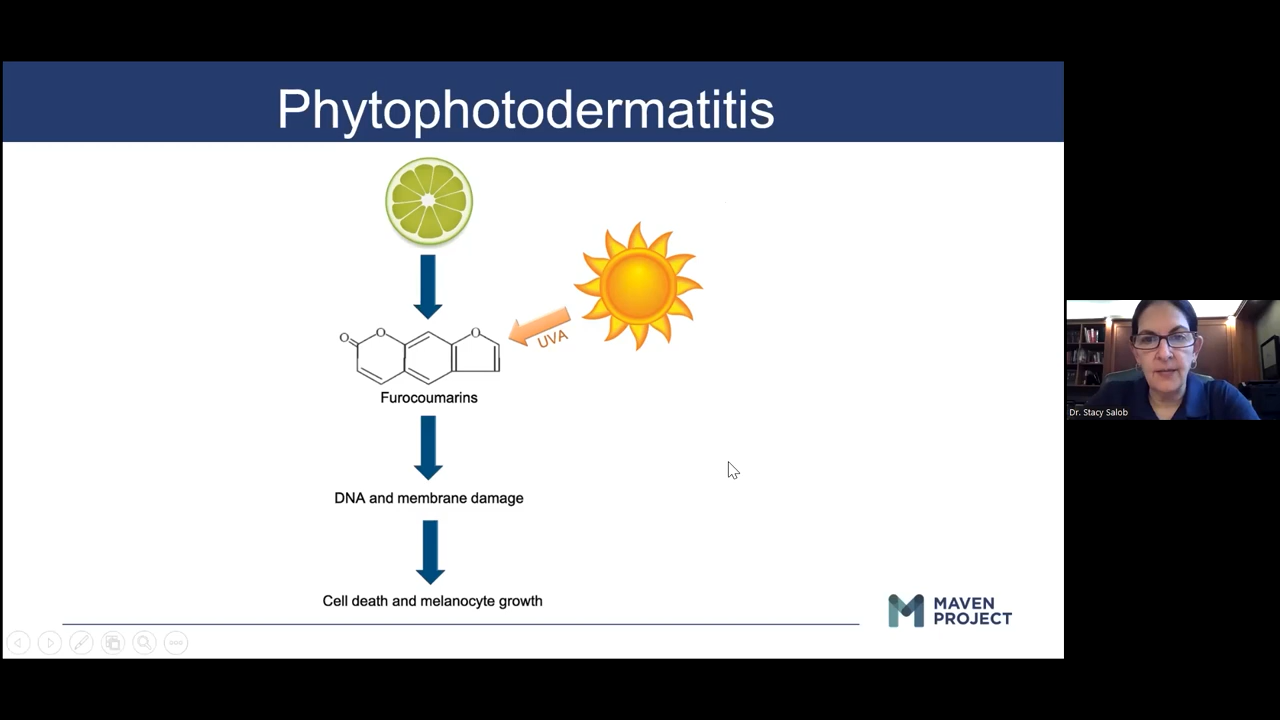 Phytophotodermatitis
O
O
O
UVA
Furocoumarins
DNA and membrane damage
Cell death and melanocyte growth
MAVEN
PROJECT
Dr. Stacy Salob